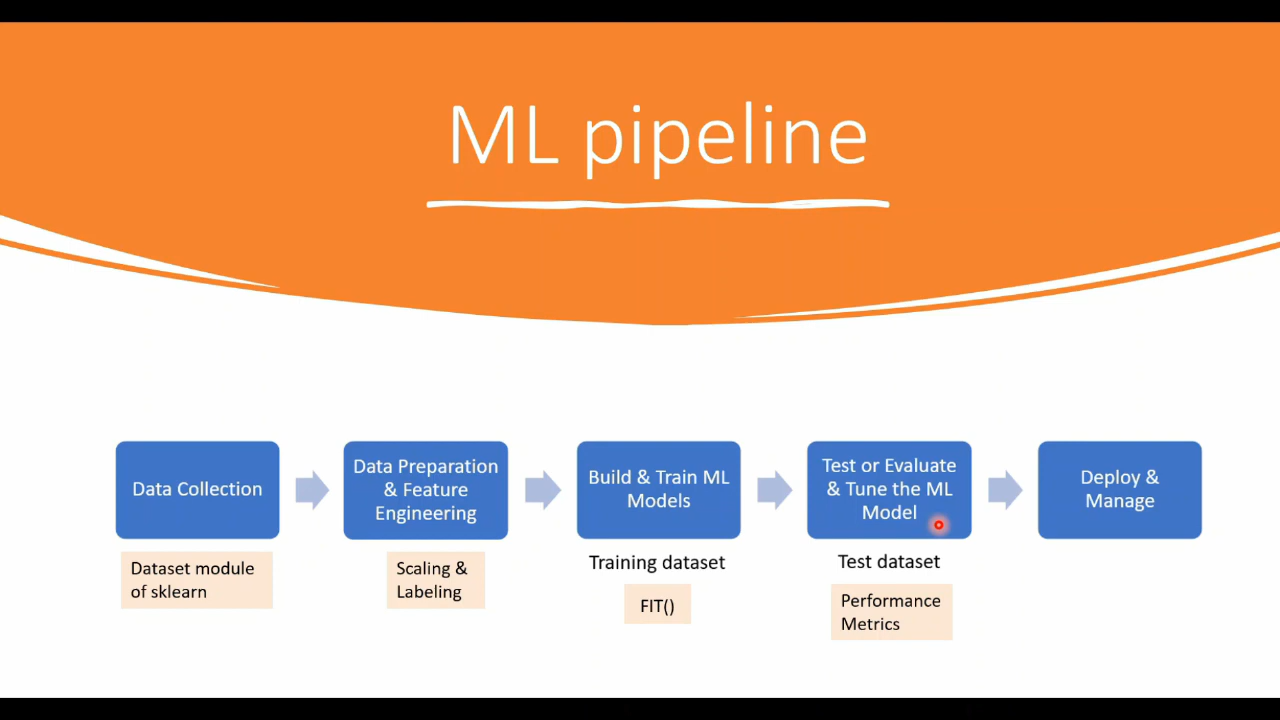 ML pipeline
Data Collection
Dataset module
of sklearn
Data Preparation
& Feature
Engineering
Scaling &
Labeling
Build & Train ML
Models
Training dataset
FIT()
Test or Evaluate
& Tune the ML
Model
Test dataset
Performance
Metrics
Deploy &
Manage